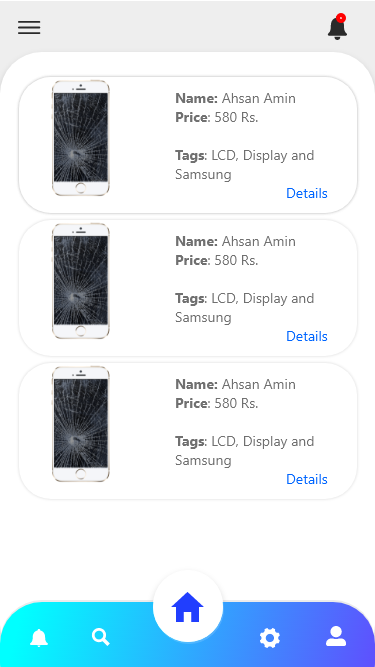 Name: Ahsan Amin
Price: 580 Rs.
Tags: LCD, Display and
Samsung
Details
Name: Ahsan Amin
Price: 580 Rs.
Tags: LCD, Display and
Samsung
Details
Name: Ahsan Amin
Price: 580 Rs.
Tags: LCD, Display and
Samsung
Details